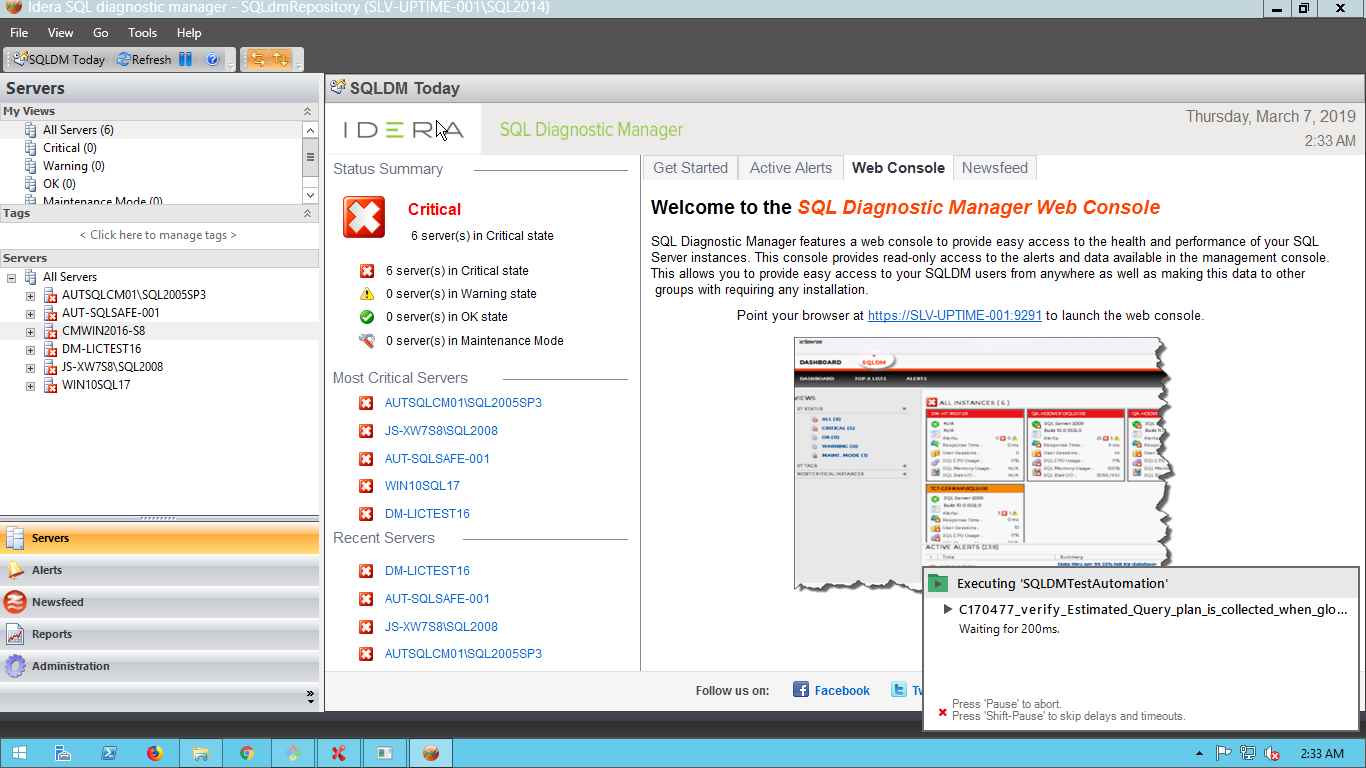 Idera SQL diagnostic manager - SQLdmRepository (SLV-UPTIME-001\SQL2014)
File View Go Tools Help
SQLDM Today Refresh
Servers
My Views
All Servers (6)
Critical (0)
Warning (0)
OK (0)
Maintenance Mode (0)
Tags
< Click here to manage tags >
Servers
All Servers
AUTSQLCM01\SQL2005SP3
AUT-SQLSAFE-001
CMWIN2016-S8
DM-LICTEST16
JS-XW7S8\SQL2008
WIN10SQL17
Servers
Alerts
Newsfeed
Reports
Administration
SQLDM Today
IDERA SQL Diagnostic Manager
Thursday, March 7, 2019
2:33 AM
Status Summary
Critical
6 server(s) in Critical state
6 server(s) in Critical state
0 server(s) in Warning state
0 server(s) in OK state
0 server(s) in Maintenance Mode
Most Critical Servers
AUTSQLCM01\SQL2005SP3
JS-XW7S8\SQL2008
AUT-SQLSAFE-001
WIN10SQL17
DM-LICTEST16
Recent Servers
DM-LICTEST16
AUT-SQLSAFE-001
JS-XW7S8\SQL2008
AUTSQLCM01\SQL2005SP3
Get Started Active Alerts Web Console Newsfeed
Welcome to the SQL Diagnostic Manager Web Console
SQL Diagnostic Manager features a web console to provide easy access to the health and performance of your SQL
Server instances. This console provides read-only access to the alerts and data available in the management console.
This allows you to provide easy access to your SQLDM users from anywhere as well as making this data to other
groups with requiring any installation.
Point your browser at https://SLV-UPTIME-001:9291 to launch the web console.
DASHBOARD SQLDM
DASHBOARD TOP X LISTS ALERTS
ALL INSTANCES (6)
ACTIVE ALERTS
Time Summary
Follow us on: Facebook Tw
Executing 'SQLDMTestAutomation'
C170477_verify_Estimated_Query_plan_is_collected_when_glo...
Waiting for 200ms.
Press 'Pause' to abort.
Press 'Shift-Pause' to skip delays and timeouts.
2:33 AM